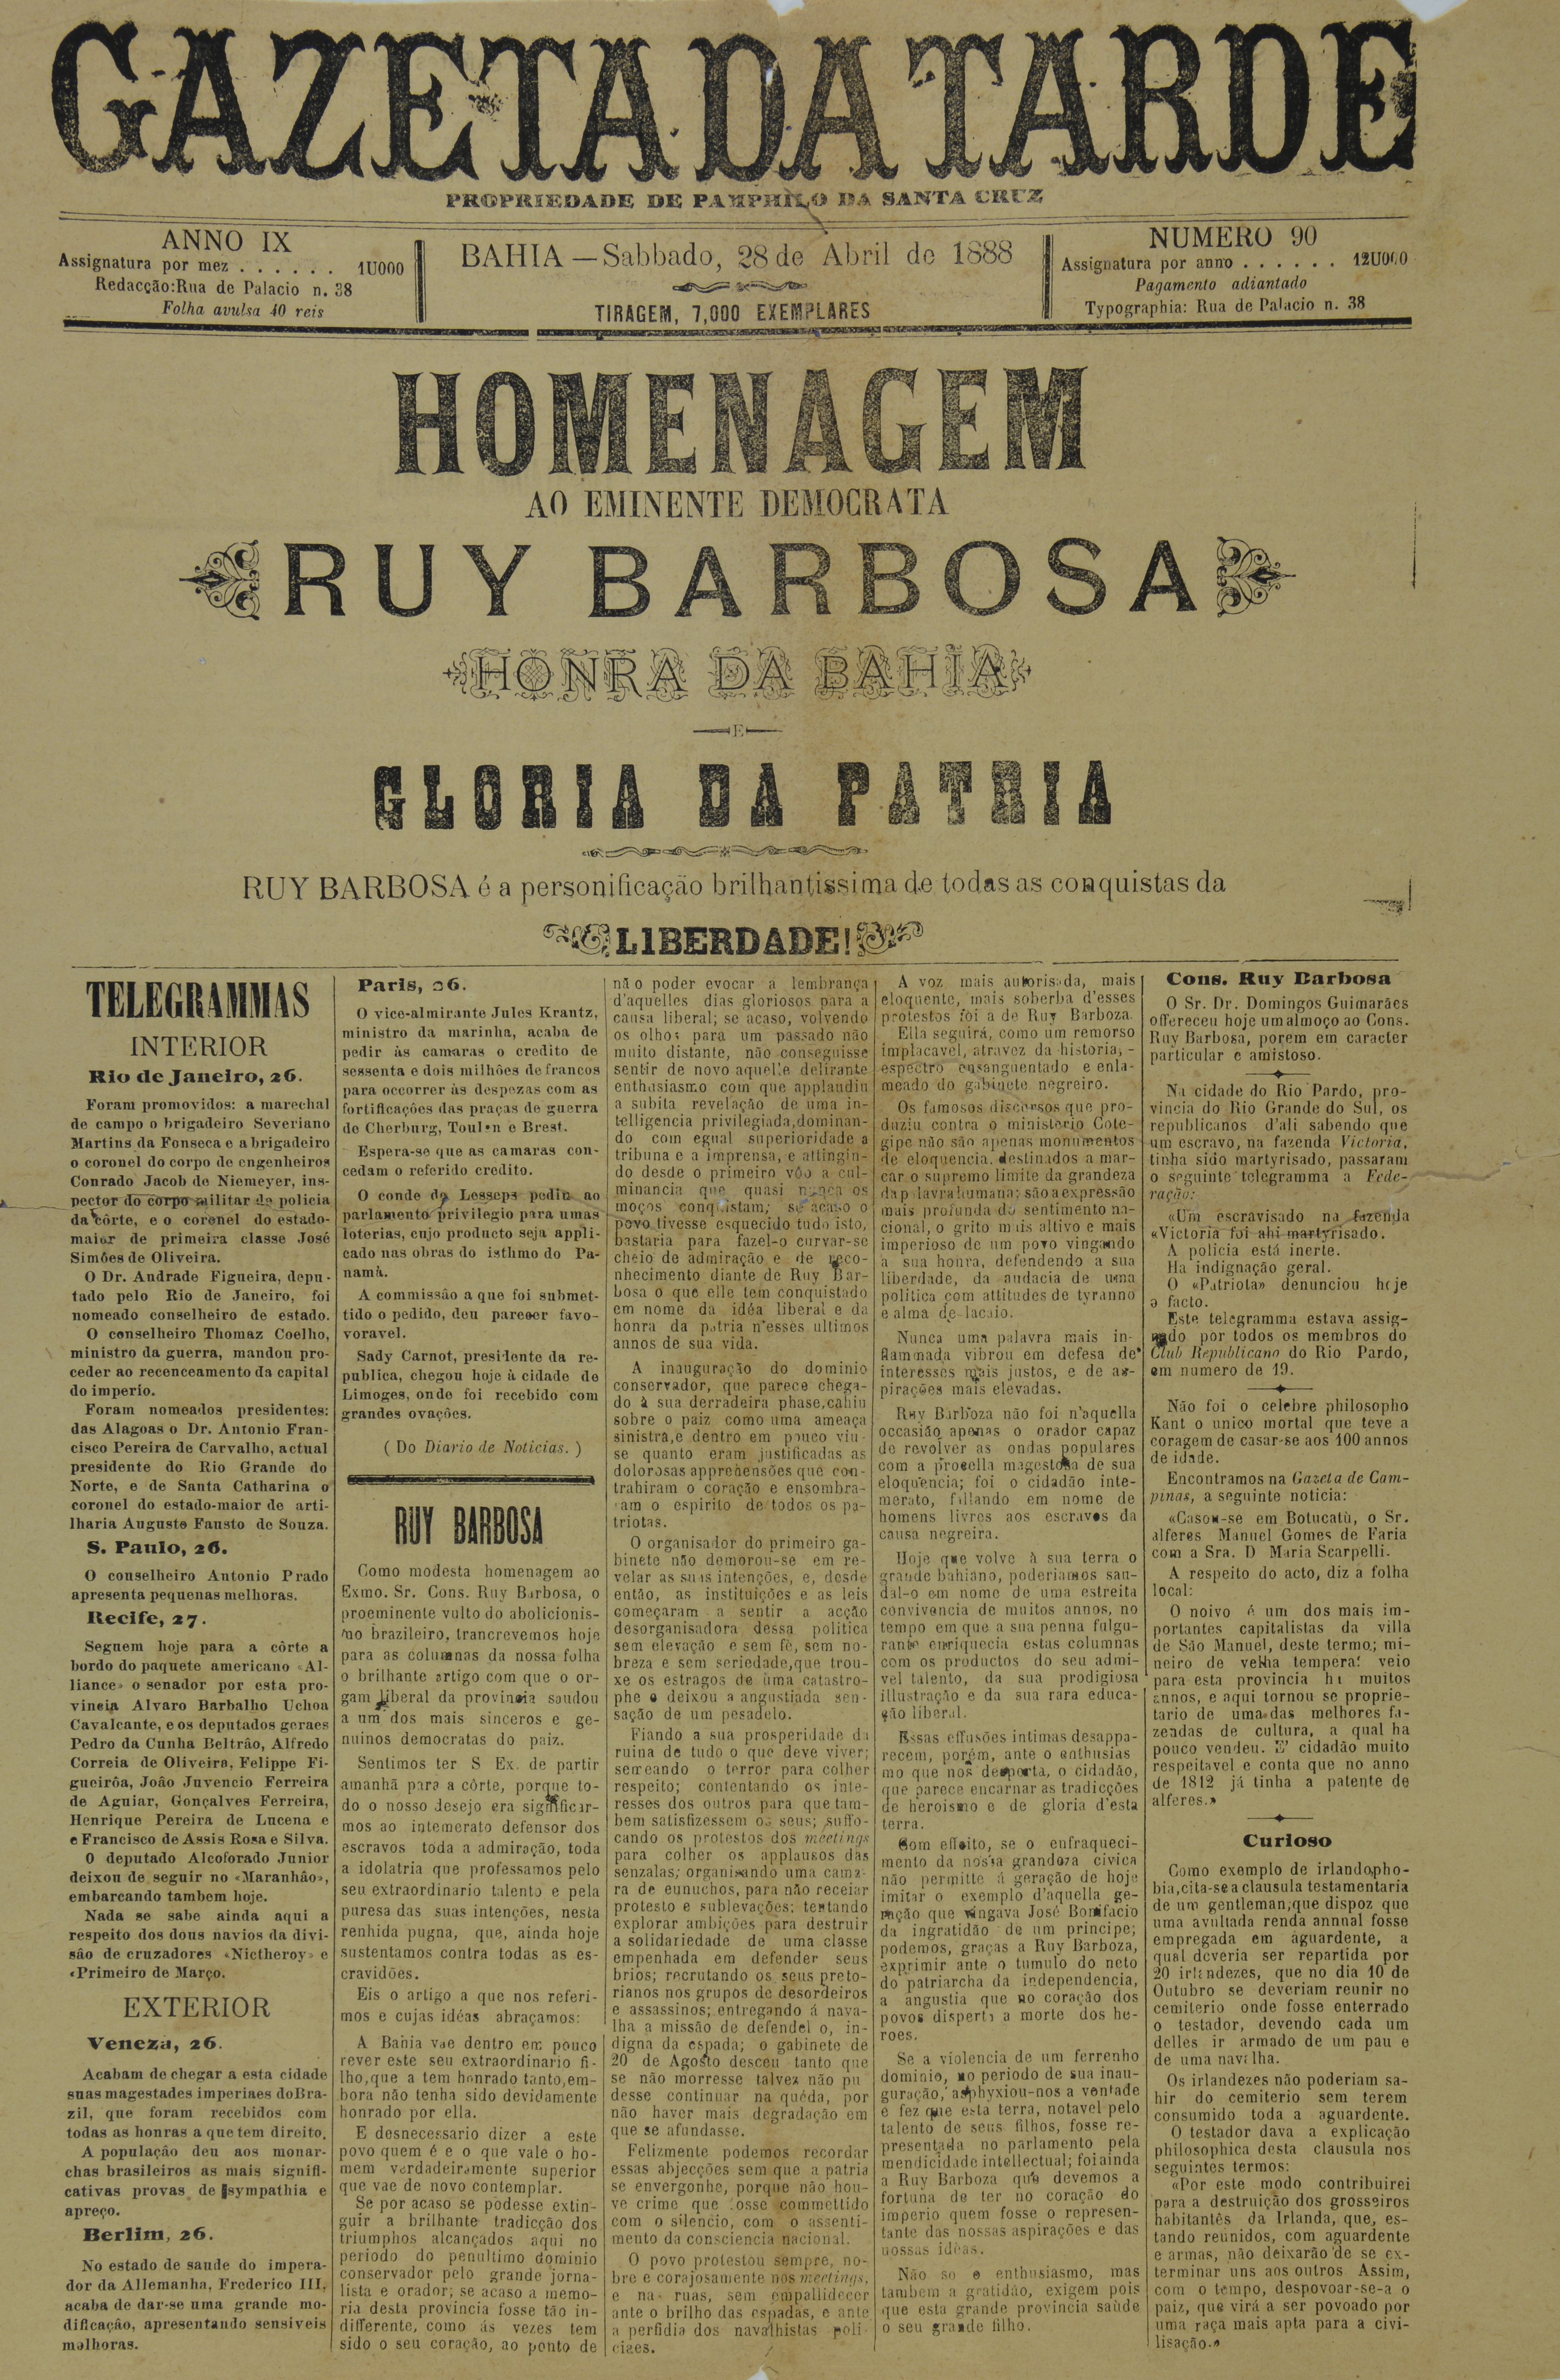 GAZETA DA TARDE
PROPRIEDADE DE PAMPHILO DA SANTA CRUZ
ANNO IX
Assignatura por mez . . . . . . 1U000
Redacção:Rua de Palacio n. 38
Folha avulsa 40 reis
BAHIA — Sabbado, 28 de Abril de 1888
TIRAGEM, 7,000 EXEMPLARES
NUMERO 90
Assignatura por anno . . . . . . 12U000
Pagamento adiantado
Typographia: Rua de Palacio n. 38
HOMENAGEM
AO EMINENTE DEMOCRATA
RUY BARBOSA
HONRA DA BAHIA
E
GLORIA DA PATRIA
RUY BARBOSA é a personificação brilhantissima de todas as conquistas da
L1BERDADE!
TELEGRAMMAS
INTERIOR
Rio de Janeiro, 26.
Foram promovidos: a marechal
de campo o brigadeiro Severiano
Martins da Fonseca e a brigadeiro
o coronel do corpo de engenheiros
Conrado Jacob de Niemeyer, ins-
pector do corpo militar de policia
da côrte, e o coronel do estado-
maior de primeira classe José
Simões de Oliveira.
O Dr. Andrade Figueira, depu-
tado pelo Rio de Janeiro, foi
nomeado conselheiro de estado.
O conselheiro Thomaz Coelho,
ministro da guerra, mandou pro-
ceder ao recenceamento da capital
do imperio.
Foram nomeados presidentes:
das Alagoas o Dr. Antonio Fran-
cisco Pereira de Carvalho, actual
presidente do Rio Grande do
Norte, e de Santa Catharina o
coronel do estado-maior de arti-
lharia Augusto Fausto de Souza.
S. Paulo, 26.
O conselheiro Antonio Prado
apresenta pequenas melhoras.
Recife, 27.
Seguem hoje para a côrte a
bordo do paquete americano «Al-
liance» o senador por esta pro-
vincia Alvaro Barbalho Uchoa
Cavalcante, e os deputados geraes
Pedro da Cunha Beltrão, Alfredo
Correia de Oliveira, Felippe Fi-
gueirôa, João Juvencio Ferreira
de Aguiar, Gonçalves Ferreira,
Henrique Pereira de Lucena e
e Francisco de Assis Rosa e Silva.
O deputado Alcoforado Junior
deixou de seguir no «Maranhão»,
embarcando tambem hoje.
Nada se sabe ainda aqui a
respeito dos dous navios da divi-
são de cruzadores «Nictheroy» e
«Primeiro de Março.
EXTERIOR
Veneza, 26.
Acabam de chegar a esta cidade
suas magestades imperiaes do Bra-
zil, que foram recebidos com
todas as honras a que tem direito.
A população deu aos monar-
chas brasileiros as mais signifi-
cativas provas de sympathia e
apreço.
Berlim, 26.
No estado de saude do impera-
dor da Allemanha, Frederico III,
acaba de dar-se uma grande mo-
dificação, apresentando sensiveis
melhoras.
Paris, 26.
O vice-almirante Jules Krantz,
ministro da marinha, acaba de
pedir ás camaras o credito de
sessenta e dois milhões de francos
para occorrer ás despezas com as
fortificações das praças de guerra
de Cherburg, Toulon e Brest.
Espera-se que as camaras con-
cedam o referido credito.
O conde de Lesseps pediu ao
parlamento privilegio para umas
loterias, cujo producto seja appli-
cado nas obras do isthmo do Pa-
namá.
A commissão a que foi submet-
tido o pedido, deu parecer favo-
voravel.
Sady Carnot, presidente da re-
publica, chegou hoje à cidade de
Limoges, onde foi recebido com
grandes ovações.
( Do Diario de Noticias. )
RUY BARBOSA
Como modesta homenagem ao
Exmo. Sr. Cons. Ruy Barbosa, o
proeminente vulto do abolicionis-
mo brazileiro, trancrevemos hoje
para as columnas da nossa folha
o brilhante artigo com que o or-
gam liberal da provincia saudou
a um dos mais sinceros e ge-
nuinos democratas do paiz.
Sentimos ter S Ex. de partir
amanhã para a côrte, porque to-
do o nosso desejo era significar-
mos ao intemerato defensor dos
escravos toda a admiração, toda
a idolatria que professamos pelo
seu extraordinario talento e pela
puresa das suas intenções, nesta
renhida pugna, que, ainda hoje
sustentamos contra todas as es-
cravidões.
Eis o artigo a que nos referi-
mos e cujas idéas abraçamos:
A Bahia vae dentro em pouco
rever este seu extraordinario fi-
lho,que a tem honrado tanto,em-
bora não tenha sido devidamente
honrado por ella.
E desnecessario dizer a este
povo quem é e o que vale o ho-
mem verdadeiramente superior
que vae de novo contemplar.
Se por acaso se podesse extin-
guir a brilhante tradicção dos
triumphos alcançados aqui no
periodo do penultimo dominio
conservador pelo grande jorna-
lista e orador; se acaso a memo-
ria desta provincia fosse tão in-
differente, como ás vezes tem
sido o seu coração, ao ponto de
não poder evocar a lembrança
d'aquelles dias gloriosos para a
causa liberal; se acaso, volvendo
os olhos para um passado não
muito distante, não conseguisse
sentir de novo aquelle delirante
enthusiasmo com que applaudiu
a subita revelação de uma in-
telligencia privilegiada,dominan-
do com egual superioridade a
tribuna e a imprensa, e attingin-
do desde o primeiro vôo a cul-
minancia que quasi nunca os
moços conquistam; se acaso o
povo tivesse esquecido tudo isto,
bastaria para fazel-o curvar-se
cheio de admiração e de reco-
nhecimento diante de Ruy Bar-
bosa o que elle tem conquistado
em nome da idéa liberal e da
honra da patria n'esses ultimos
annos de sua vida.
A inauguração do dominio
conservador, que parece chega-
do á sua derradeira phase,cahiu
sobre o paiz como uma ameaça
sinistra,e dentro em pouco viu-
se quanto eram justificadas as
dolorosas apprehensões que con-
trahiram o coração e ensombra-
ram o espirito de todos os pa-
triotas.
O organisador do primeiro ga-
binete não demorou-se em re-
velar as suas intenções, e, desde
então, as instituições e as leis
começaram a sentir a acção
desorganisadora dessa politica
sem elevação e sem fé, sem no-
breza e sem seriedade,que trou-
xe os estragos de uma catastro-
phe e deixou a angustiada sen-
sação de um pesadelo.
Fiando a sua prosperidade da
ruina de tudo o que deve viver;
semeando o terror para colher
respeito; contentando os inte-
resses dos outros para que tam-
bem satisfizessem os seus; suffo-
cando os protestos dos meetings
para colher os applausos das
senzalas; organisando uma cama-
ra de eunuchos, para não receiar
protesto e sublevações; tentando
explorar ambições para destruir
a solidariedade de uma classe
empenhada em defender seus
brios; recrutando os seus preto-
rianos nos grupos de desordeiros
e assassinos; entregando á nava-
lha a missão de defendel o, in-
digna da espada; o gabinete de
20 de Agosto desceu tanto que
se não morresse talvez não pu
desse continuar na quéda, por
não haver mais degradação em
que se afundasse.
Felizmente podemos recordar
essas abjecções sem que a patria
se envergonhe, porque não hou-
ve crime que fosse commettido
com o silencio, com o assenti-
mento da consciencia nacional.
O povo protestou sempre, no-
bre e corajosamente nos meetings,
e nas ruas, sem empallidecer
ante o brilho das espadas, e ante
a perfidia dos navalhistas poli-
ciaes.
A voz mais autorisada, mais
eloquente, mais soberba d'esses
protestos foi a de Ruy Barboza.
Ella seguirá, como um remorso
implacavel, atravez da historia, -
espectro ensanguentado e enla-
meado do gabinete negreiro.
Os famosos discursos que pro-
duziu contra o ministerio Cote-
gipe não são apenas monumentos
de eloquencia, destinados a mar-
car o supremo limite da grandeza
da palavra humana; são a expressão
mais profunda do sentimento na-
cional, o grito mais altivo e mais
imperioso de um povo vingando
a sua honra, defendendo a sua
liberdade, da audacia de uma
politica com attitudes de tyranno
e alma de lacaio.
Nunca uma palavra mais in-
flammada vibrou em defesa de
interesses mais justos, e de as-
pirações mais elevadas.
Ruy Barboza não foi n'aquella
occasião apenas o orador capaz
de revolver as ondas populares
com a procella magestosa de sua
eloquencia; foi o cidadão inte-
merato, fallando em nome de
homens livres aos escravos da
causa negreira.
Hoje que volve à sua terra o
grande bahiano, poderiamos sau-
dal-o em nome de uma estreita
convivencia de muitos annos, no
tempo em que a sua penna fulgu-
rante enriquecia estas columnas
com os productos do seu admi-
vel talento, da sua prodigiosa
illustração e da sua rara educa-
ção liberal.
Essas effusões intimas desappa-
recem, porém, ante o enthusias
mo que nos desperta, o cidadão,
que parece encarnar as tradicções
de heroismo e de gloria d'esta
terra.
Com effeito, se o enfraqueci-
mento da nossa grandeza civica
não permitte á geração de hoje
imitar o exemplo d'aquella ge-
ração que vingava José Bonifacio
da ingratidão de um principe;
podemos, graças a Ruy Barboza,
exprimir ante o tumulo do neto
do patriarcha da independencia,
a angustia que no coração dos
povos disperta a morte dos he-
roes.
Se a violencia de um ferrenho
dominio, no periodo de sua inau-
guração, asphyxiou-nos a vontade
e fez que esta terra, notavel pelo
talento de seus filhos, fosse re-
presentada no parlamento pela
mendicidade intellectual; foi ainda
a Ruy Barboza que devemos a
fortuna de ter no coração do
imperio quem fosse o represen-
tante das nossas aspirações e das
nossas idéas.
Não so o enthusiasmo, mas
tambem a gratidão, exigem pois
que esta grande provincia saúde
o seu grande filho.
Cons. Ruy Barbosa
O Sr. Dr. Domingos Guimarães
offereceu hoje um almoço ao Cons.
Ruy Barbosa, porem em caracter
particular e amistoso.
Na cidade do Rio Pardo, pro-
vincia do Rio Grande do Sul, os
republicanos d'ali sabendo que
um escravo, na fazenda Victoria,
tinha sido martyrisado, passaram
o seguinte telegramma a Fede-
ração:
«Um escravisado na fazenda
«Victoria foi ahi martyrisado.
A policia está inerte.
Ha indignação geral.
O «Patriota» denunciou hoje
o facto.
Este telegramma estava assig-
nado por todos os membros do
Club Republicano do Rio Pardo,
em numero de 19.
Não foi o celebre philosopho
Kant o unico mortal que teve a
coragem de casar-se aos 100 annos
de idade.
Encontramos na Gazeta de Cam-
pinas, a seguinte noticia:
«Casou-se em Botucatù, o Sr.
alferes Manuel Gomes de Faria
com a Sra. D Maria Scarpelli.
A respeito do acto, diz a folha
local:
O noivo é um dos mais im-
portantes capitalistas da villa
de São Manuel, deste termo; mi-
neiro de velha tempera: veio
para esta provincia ha muitos
annos, e aqui tornou se proprie-
tario de uma das melhores fa-
zendas de cultura, a qual ha
pouco vendeu. E' cidadão muito
respeitavel e conta que no anno
de 1812 já tinha a patente de
alferes.»
Curioso
Como exemplo de irlandopho-
bia,cita-se a clausula testamentaria
de um gentleman,que dispoz que
uma avultada renda annual fosse
empregada em aguardente, a
qual deveria ser repartida por
20 irlandezes, que no dia 10 de
Outubro se deveriam reunir no
cemiterio onde fosse enterrado
o testador, devendo cada um
delles ir armado de um pau e
de uma navalha.
Os irlandezes não poderiam sa-
hir do cemiterio sem terem
consumido toda a aguardente.
O testador dava a explicação
philosophica desta clausula nos
seguintes termos:
«Por este modo contribuirei
para a destruição dos grosseiros
habitantes da Irlanda, que, es-
tando reunidos, com aguardente
e armas, não deixarão de se ex-
terminar uns aos outros Assim,
com o tempo, despovoar-se-a o
paiz, que virá a ser povoado por
uma raça mais apta para a civi-
lisação.»